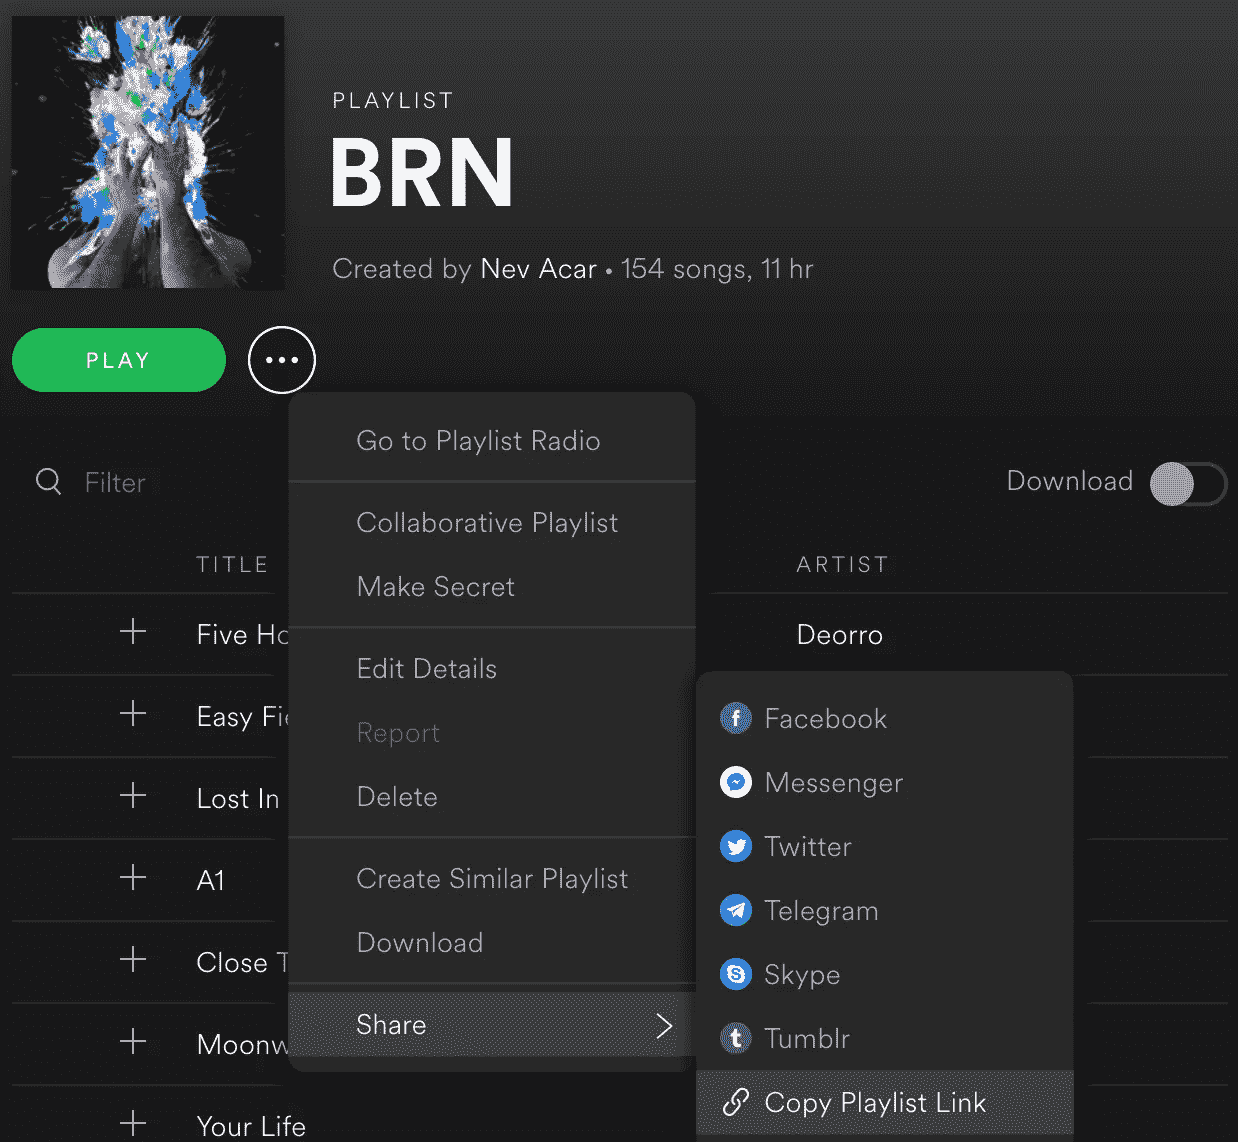 PLAYLIST
BRN
Created by Nev Acar • 154 songs, 11 hr
PLAY
Go to Playlist Radio
Filter
Download
Collaborative Playlist
TITLE
ARTIST
Make Secret
Five Ho
Deorro
Edit Details
Easy Fie
Facebook
Report
Messenger
Lost In
Delete
Twitter
A1
Create Similar Playlist
Telegram
Close T
Download
Skype
Moonw
Share
Tumblr
Your Life
Copy Playlist Link